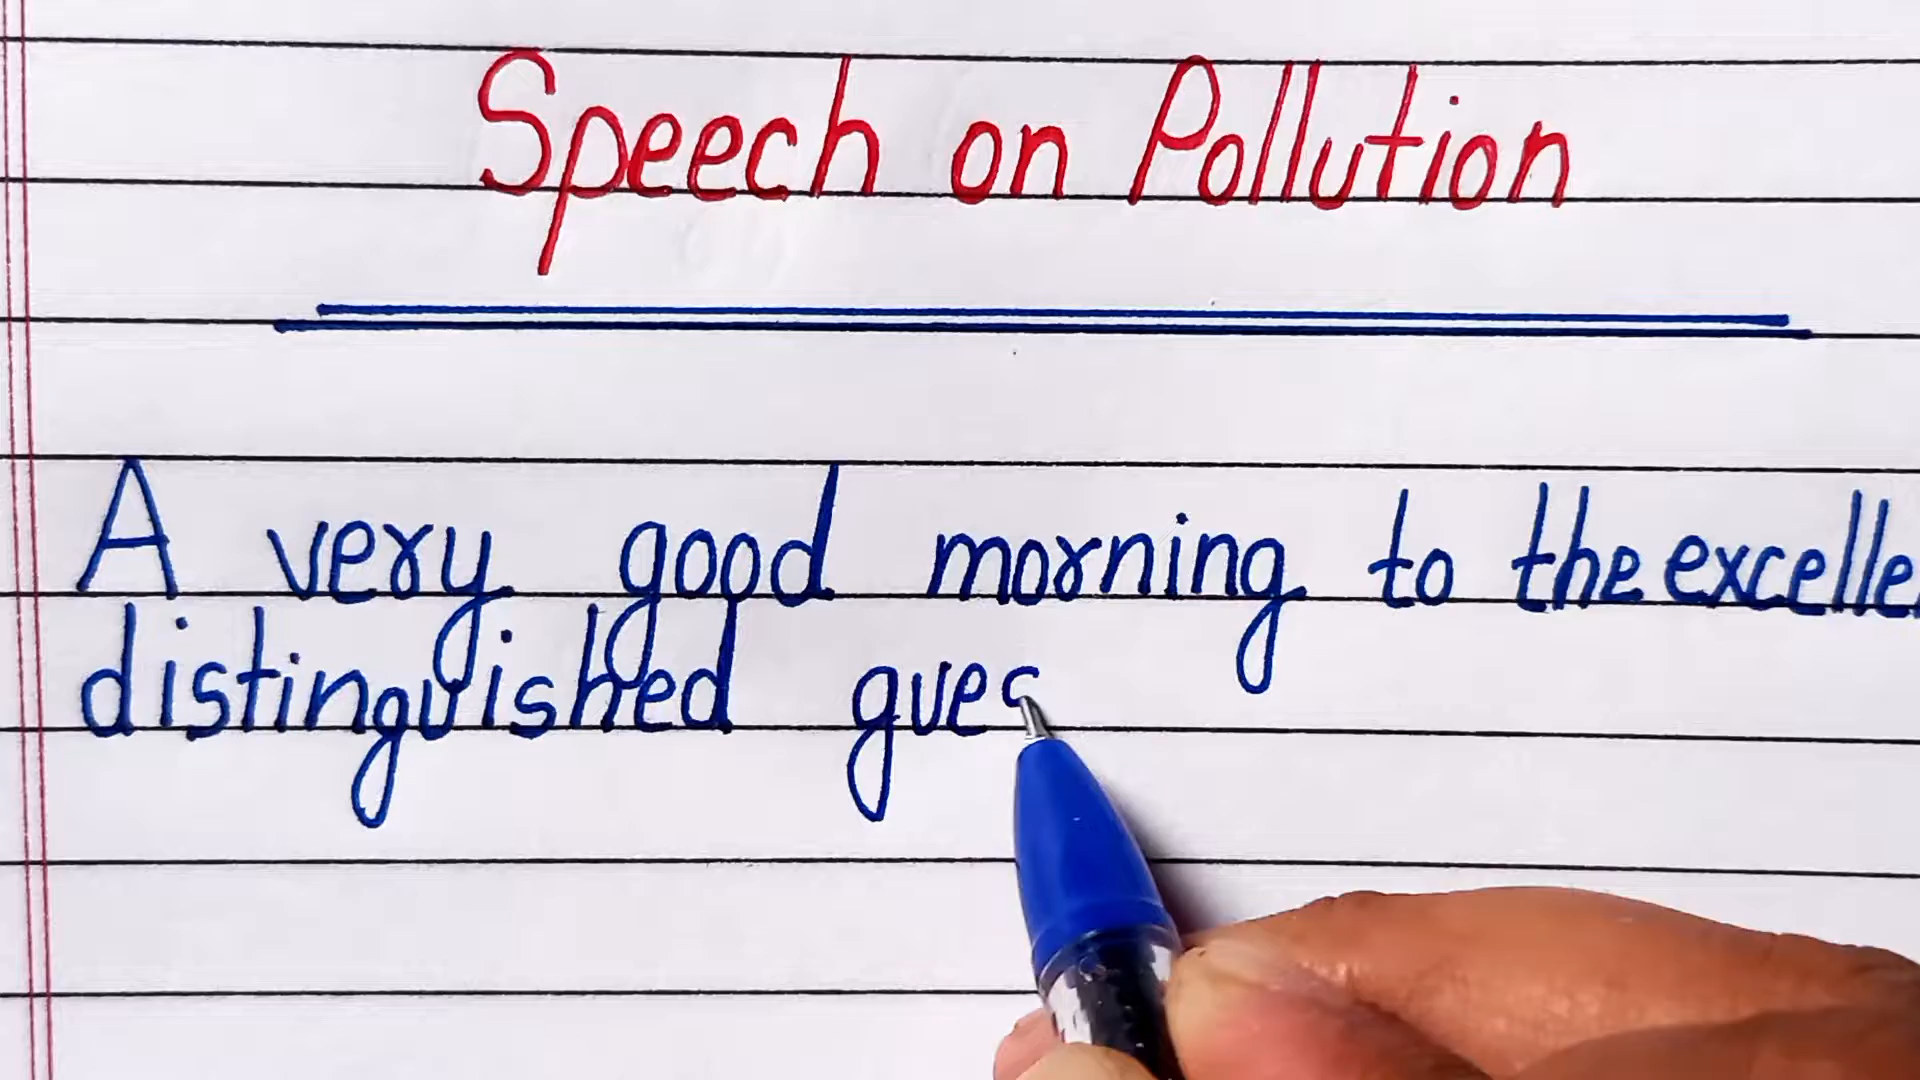 Speech on Pollution
A very good morning to the excelle
distinguished gues